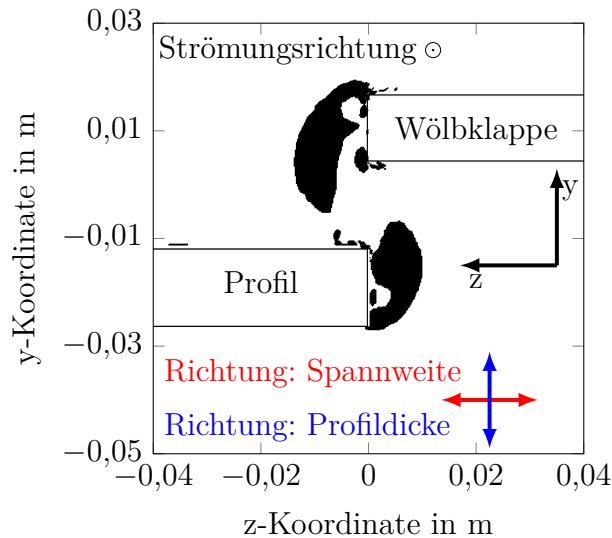 0,03
Strömungsrichtung ⊙
0,01
Wölbklappe
y
−0,01
z
Profil
−0,03
Richtung: Spannweite
Richtung: Profildicke
−0,05
−0,04 −0,02 0 0,02 0,04
z-Koordinate in m
y-Koordinate in m